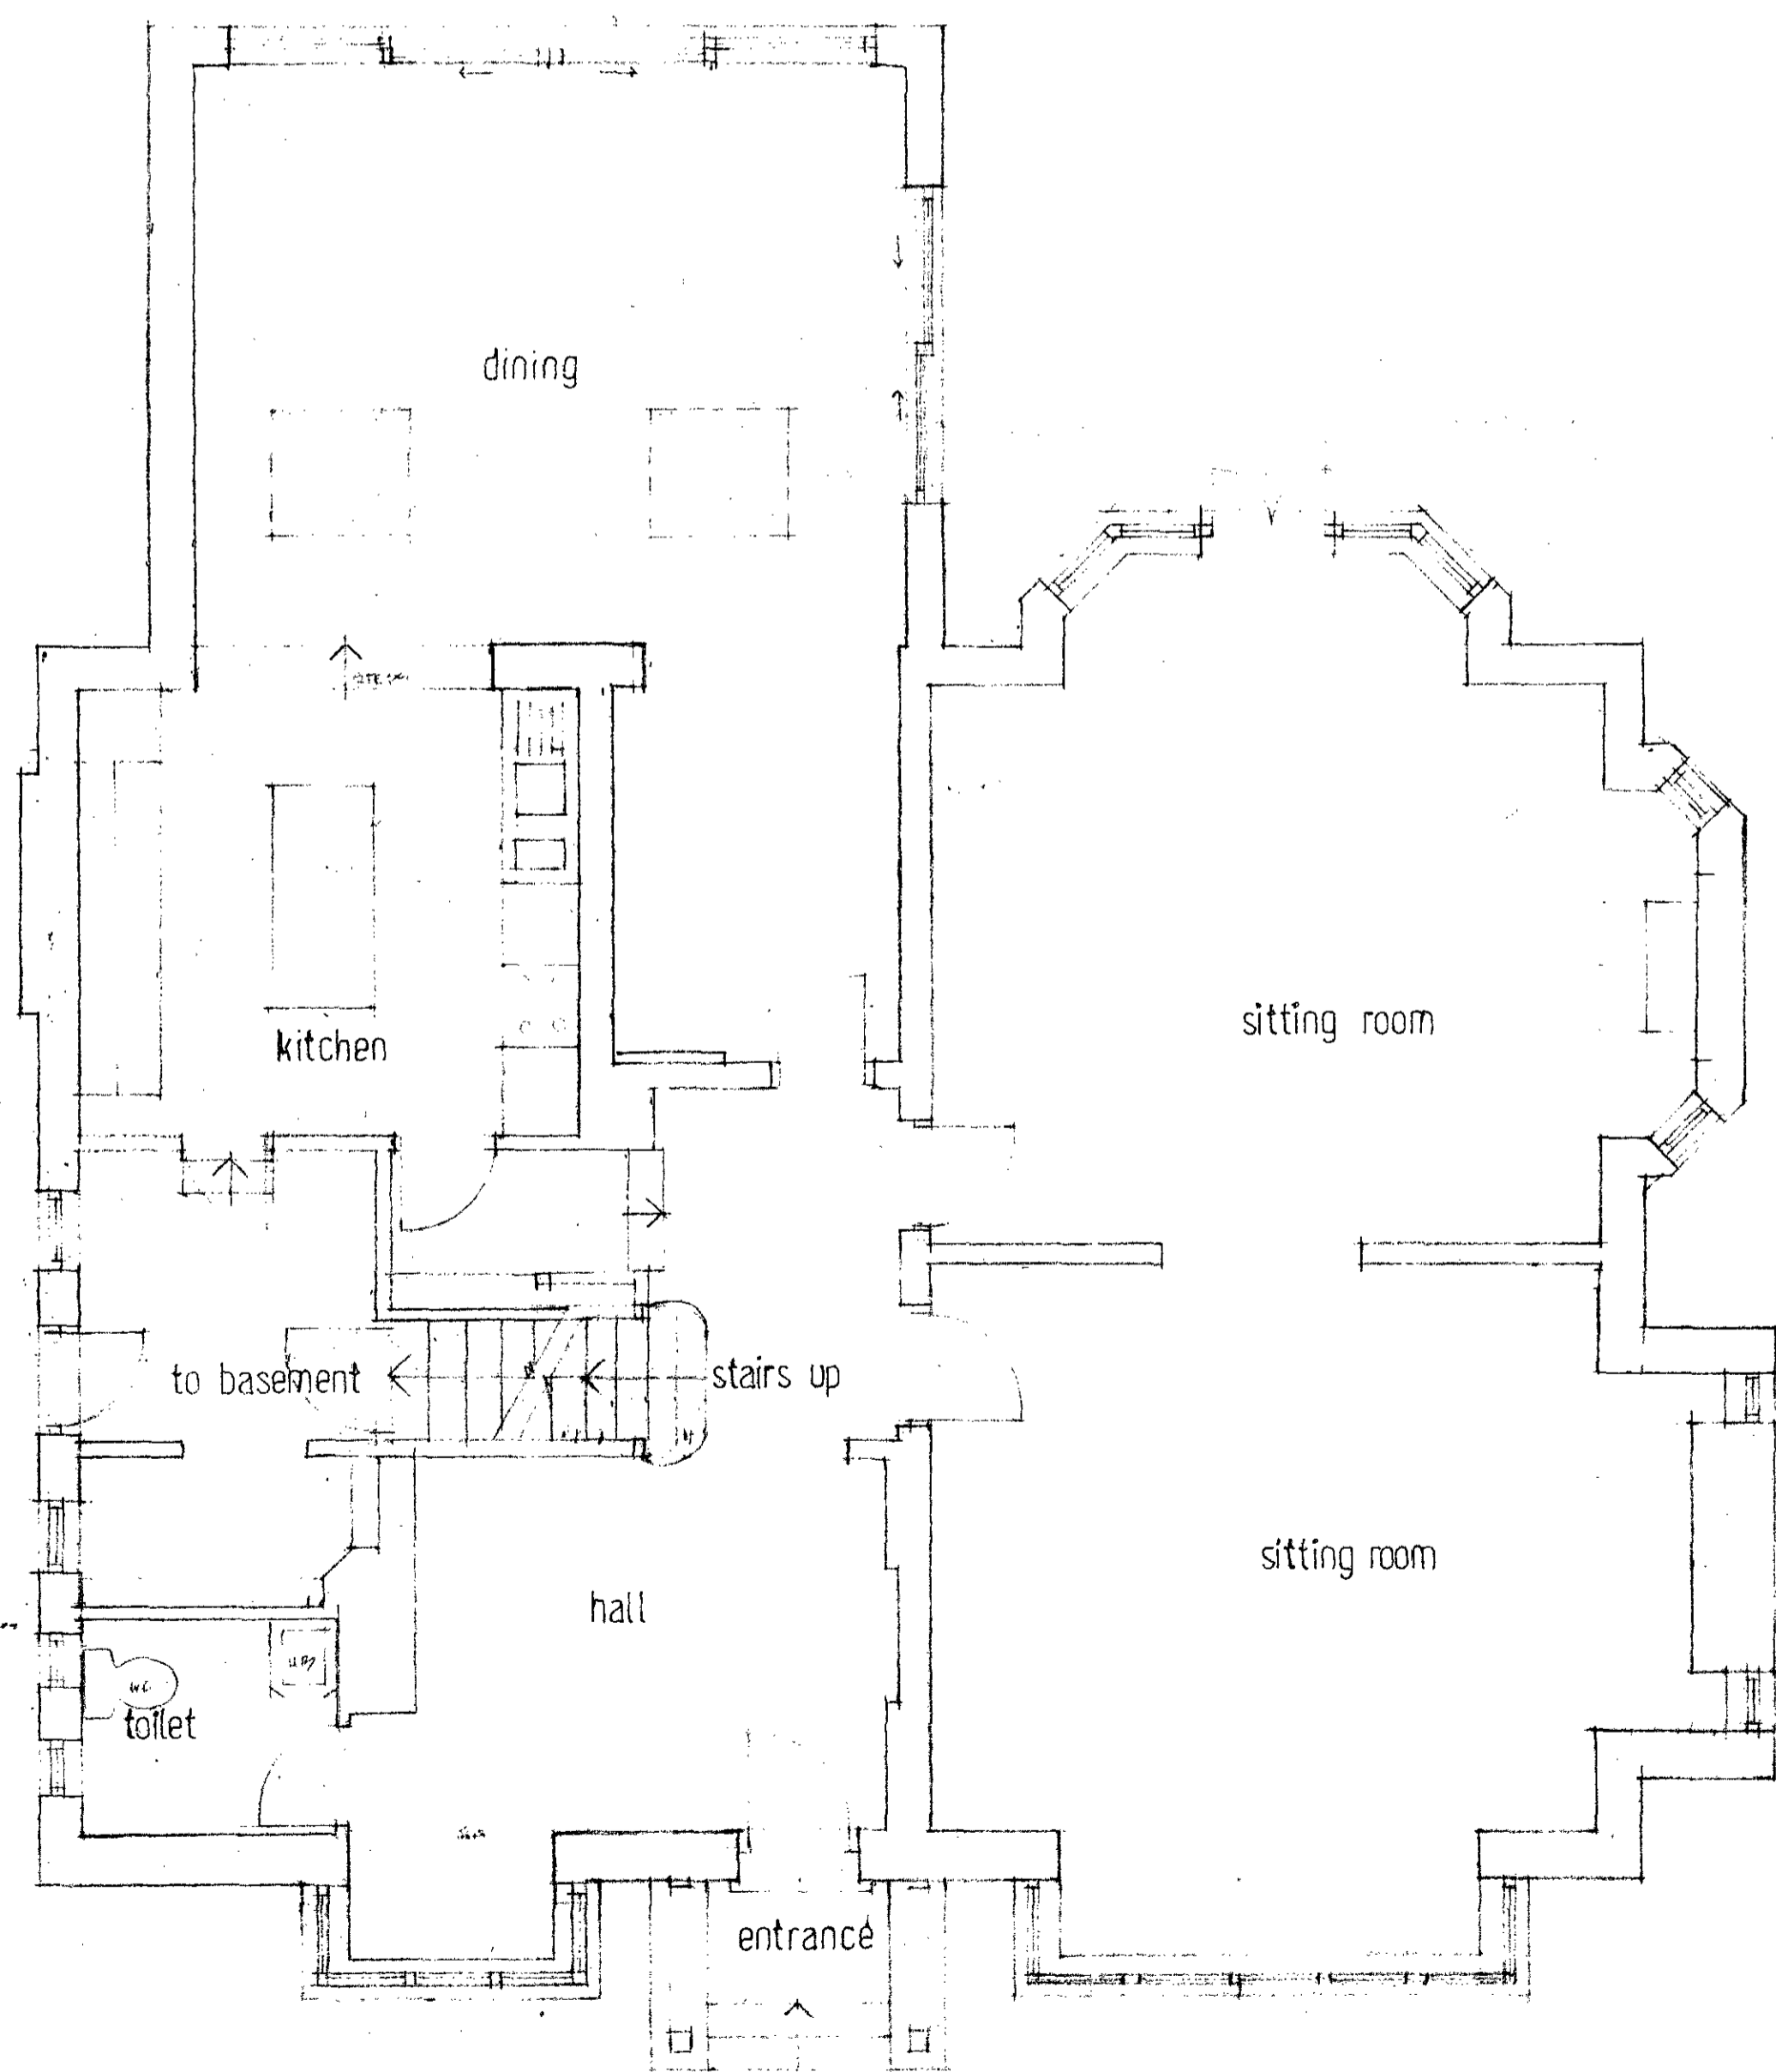 dining
kitchen
sitting room
to basement
stairs up
sitting room
hall
W.C.
toilet
entrance